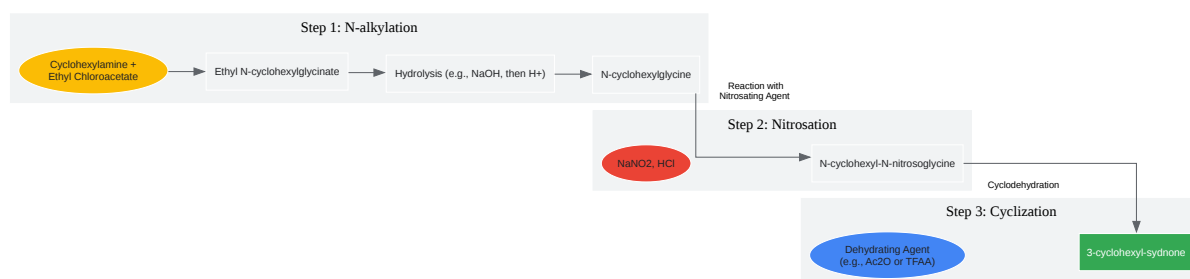 Step 1: N-alkylation
Cyclohexylamine +
Ethyl Chloroacetate
Ethyl N-cyclohexylglycinate
Hydrolysis (e.g., NaOH, then H+)
N-cyclohexylglycine
Reaction with
Nitrosating Agent
Step 2: Nitrosation
NaNO2, HCl
N-cyclohexyl-N-nitrosoglycine
Cyclodehydration
Step 3: Cyclization
Dehydrating Agent
(e.g., Ac2O or TFAA)
3-cyclohexyl-sydnone